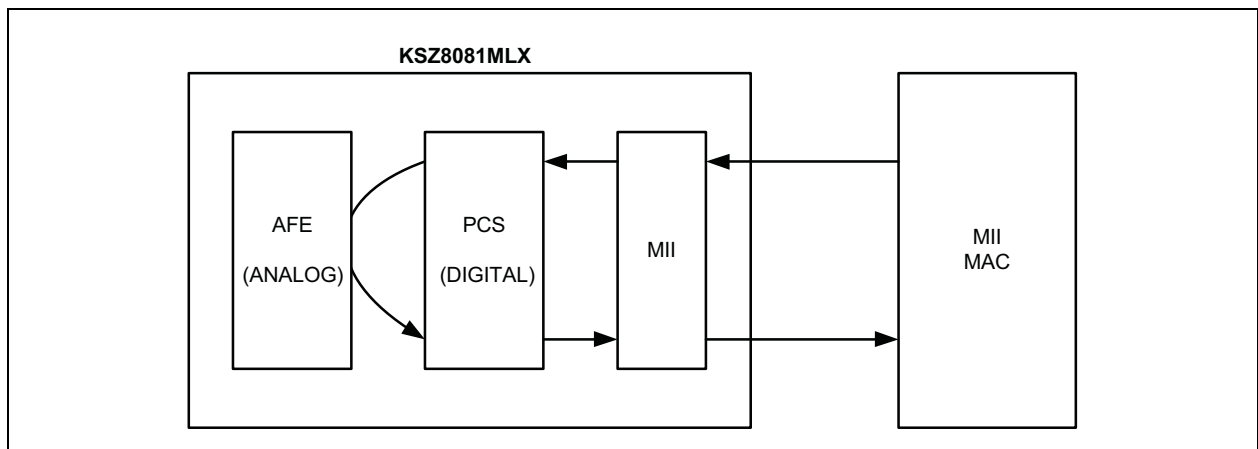 KSZ8081MLX
AFE
(ANALOG)
PCS
(DIGITAL)
MII
MII
MAC